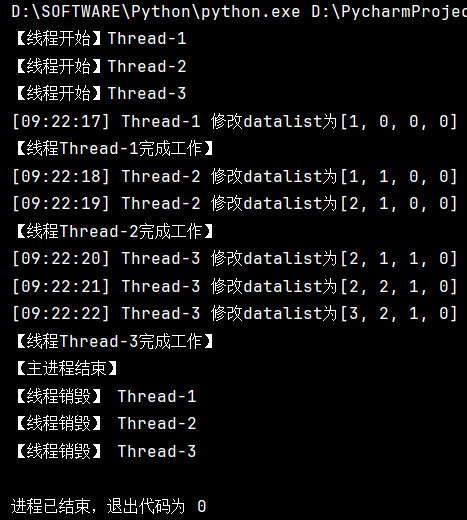 D:\SOFTWARE\Python\python.exe D:\PycharmProjec
【线程开始】Thread-1
【线程开始】Thread-2
【线程开始】Thread-3
[09:22:17] Thread-1 修改datalist为[1, 0, 0, 0]
【线程Thread-1完成工作】
[09:22:18] Thread-2 修改datalist为[1, 1, 0, 0]
[09:22:19] Thread-2 修改datalist为[2, 1, 0, 0]
【线程Thread-2完成工作】
[09:22:20] Thread-3 修改datalist为[2, 1, 1, 0]
[09:22:21] Thread-3 修改datalist为[2, 2, 1, 0]
[09:22:22] Thread-3 修改datalist为[3, 2, 1, 0]
【线程Thread-3完成工作】
【主进程结束】
【线程销毁】 Thread-1
【线程销毁】 Thread-2
【线程销毁】 Thread-3
进程已结束，退出代码为 0